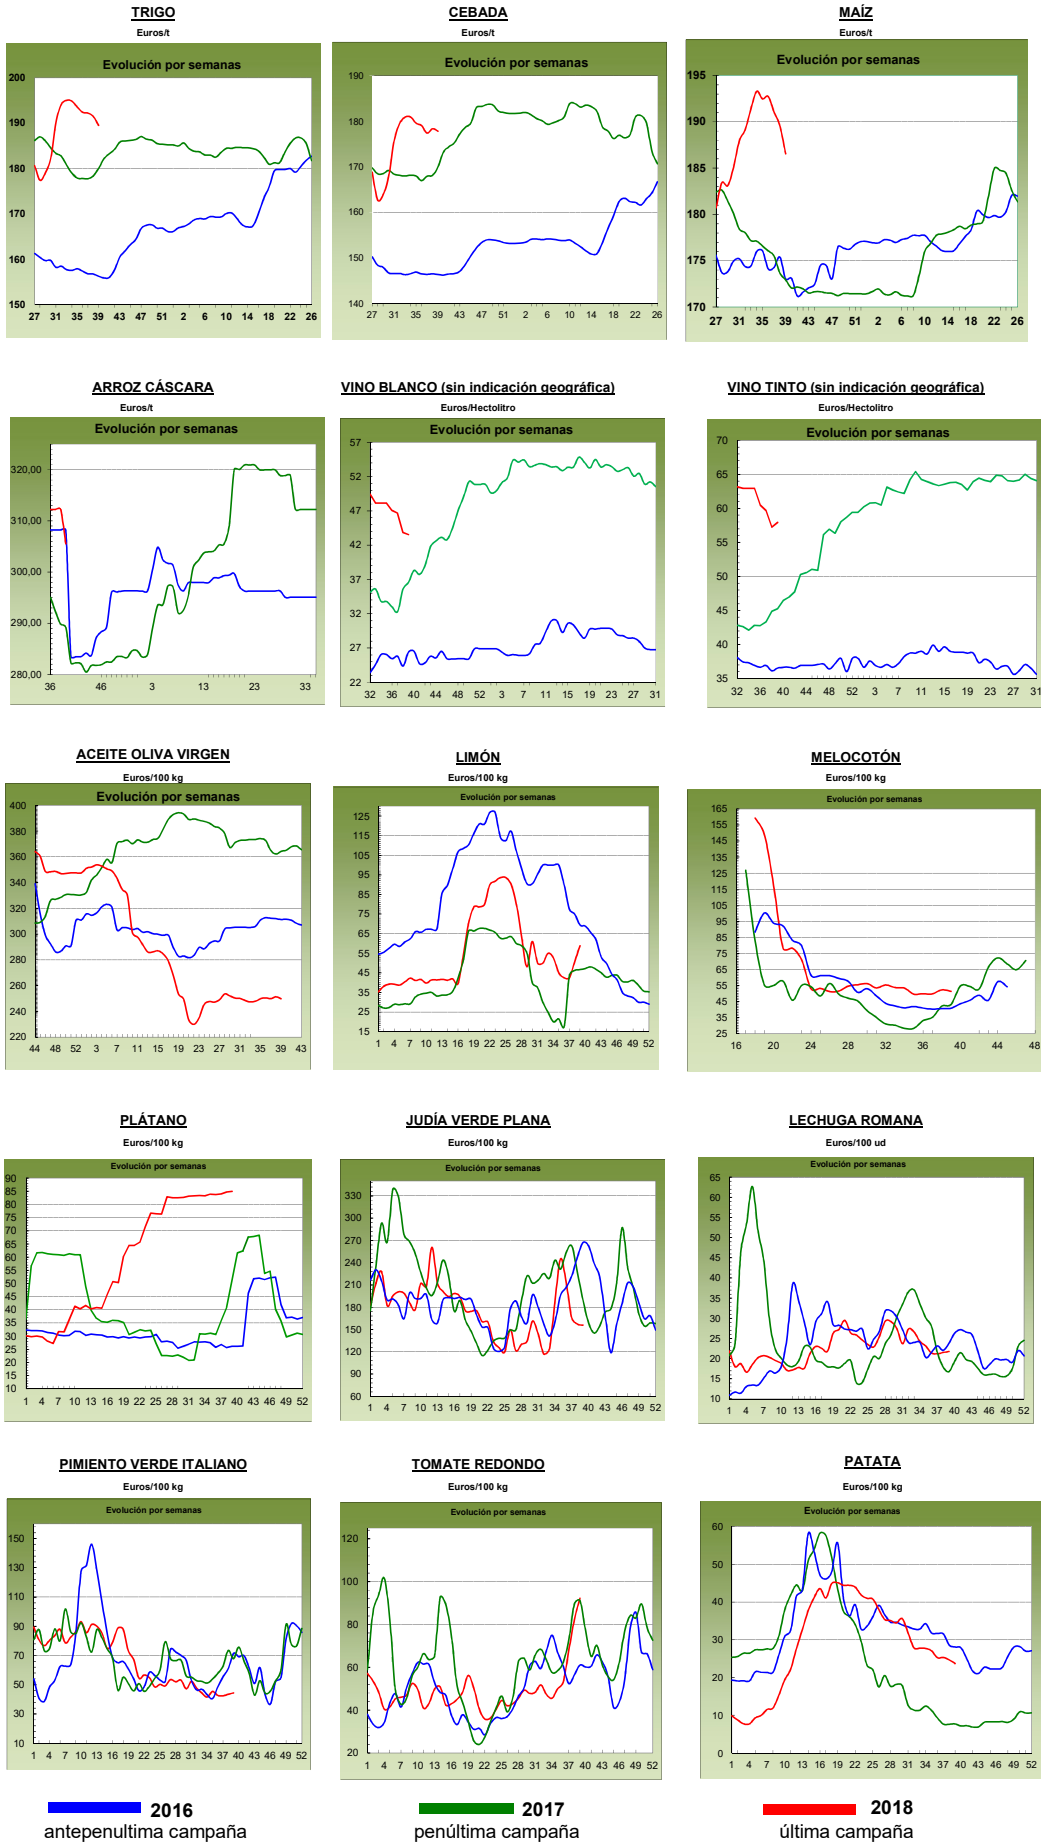 TRIGO
Euros/t
Evolución por semanas
200
190
180
170
160
150
27 31 35 39 43 47 51 2 6 10 14 18 22 26
CEBADA
Euros/t
Evolución por semanas
190
180
170
160
150
140
27 31 35 39 43 47 51 2 6 10 14 18 22 26
MAÍZ
Euros/t
Evolución por semanas
195
190
185
180
175
170
27 31 35 39 43 47 51 2 6 10 14 18 22 26
ARROZ CÁSCARA
Euros/t
Evolución por semanas
320,00
310,00
300,00
290,00
280,00
36 46 3 13 23 33
VINO BLANCO (sin indicación geográfica)
Euros/Hectolitro
Evolución por semanas
57
52
47
42
37
32
27
22
32 36 40 44 48 52 3 7 11 15 19 23 27 31
VINO TINTO (sin indicación geográfica)
Euros/Hectolitro
Evolución por semanas
70
65
60
55
50
45
40
35
32 36 40 44 48 52 3 7 11 15 19 23 27 31
ACEITE OLIVA VIRGEN
Euros/100 kg
Evolución por semanas
400
380
360
340
320
300
280
260
240
220
44 48 52 3 7 11 15 19 23 27 31 35 39 43
LIMÓN
Euros/100 kg
Evolución por semanas
125
105
85
65
45
35
15
1 4 7 10 13 16 19 22 25 28 31 34 37 40 43 46 49 52
MELOCOTÓN
Euros/100 kg
Evolución por semanas
165
155
145
135
125
115
105
95
85
75
65
55
45
35
25
16 20 24 28 32 36 40 44 48
PLÁTANO
Euros/100 kg
Evolución por semanas
90
85
80
75
70
65
60
55
50
45
40
35
30
25
20
15
10
1 4 7 10 13 16 19 22 25 28 31 34 37 40 43 46 49 52
JUDÍA VERDE PLANA
Euros/100 kg
Evolución por semanas
330
300
270
240
210
180
150
120
90
60
1 4 7 10 13 16 19 22 25 28 31 34 37 40 43 46 49 52
LECHUGA ROMANA
Euros/100 ud
Evolución por semanas
65
60
55
50
45
40
35
30
25
20
15
10
1 4 7 10 13 16 19 22 25 28 31 34 37 40 43 46 49 52
PIMIENTO VERDE ITALIANO
Euros/100 kg
Evolución por semanas
150
130
110
90
70
50
30
10
1 4 7 10 13 16 19 22 25 28 31 34 37 40 43 46 49 52
TOMATE REDONDO
Euros/100 kg
Evolución por semanas
120
100
80
60
40
20
1 4 7 10 13 16 19 22 25 28 31 34 37 40 43 46 49 52
PATATA
Euros/100 kg
Evolución por semanas
60
50
40
30
20
10
0
1 4 7 10 13 16 19 22 25 28 31 34 37 40 43 46 49 52
2016
antepenultima campaña
2017
penúltima campaña
2018
última campaña